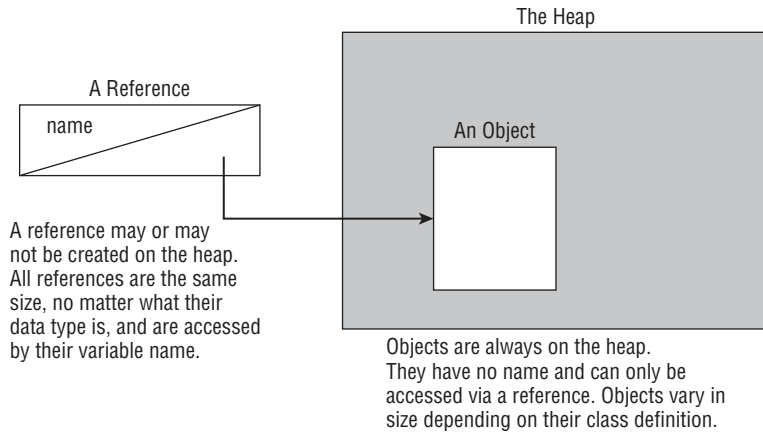 The Heap
A Reference
name
An Object
A reference may or may
not be created on the heap.
All references are the same
size, no matter what their
data type is, and are accessed
by their variable name.
Objects are always on the heap.
They have no name and can only be
accessed via a reference. Objects vary in
size depending on their class definition.